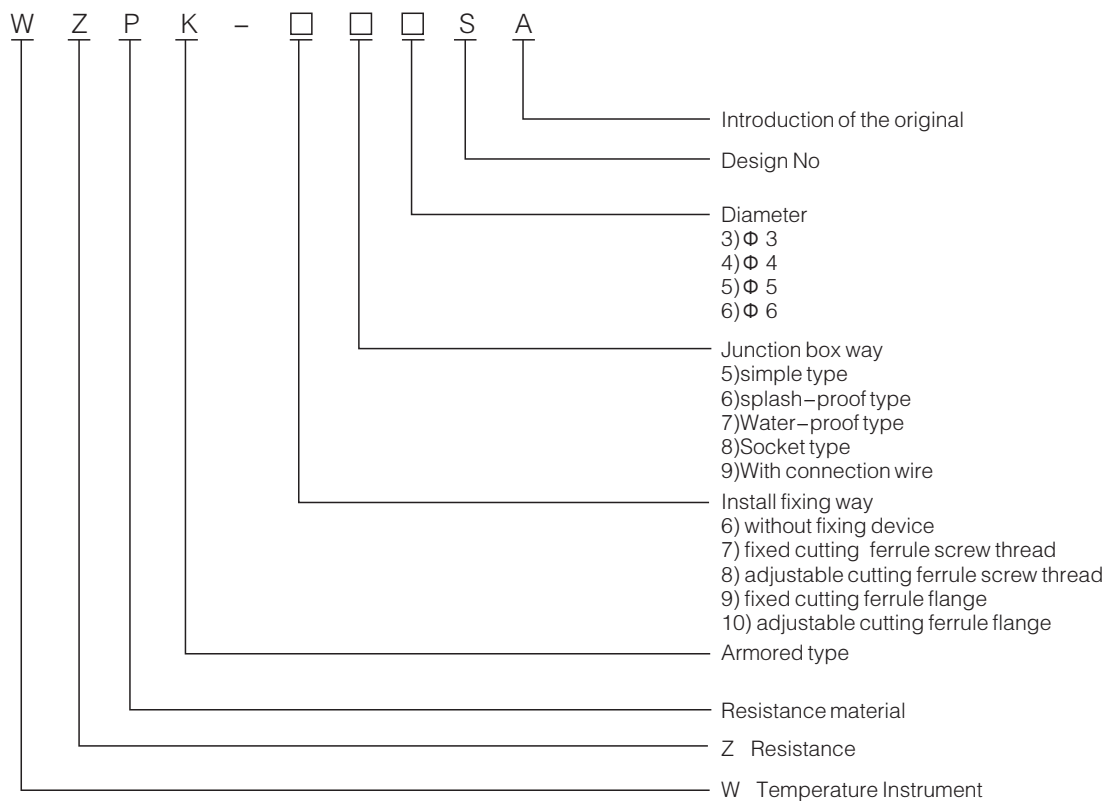 W Z P K – □ □ □ S A
Introduction of the original
Design No
Diameter
3)Φ 3
4)Φ 4
5)Φ 5
6)Φ 6
Junction box way
5)simple type
6)splash–proof type
7)Water–proof type
8)Socket type
9)With connection wire
Install fixing way
6) without fixing device
7) fixed cutting ferrule screw thread
8) adjustable cutting ferrule screw thread
9) fixed cutting ferrule flange
10) adjustable cutting ferrule flange
Armored type
Resistance material
Z Resistance
W Temperature Instrument